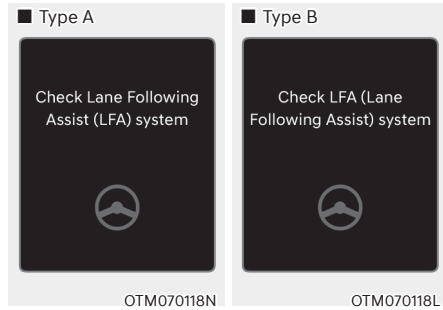 ■ Type A
Check Lane Following
Assist (LFA) system
OTM070118N
■ Type B
Check LFA (Lane
Following Assist) system
OTM070118L